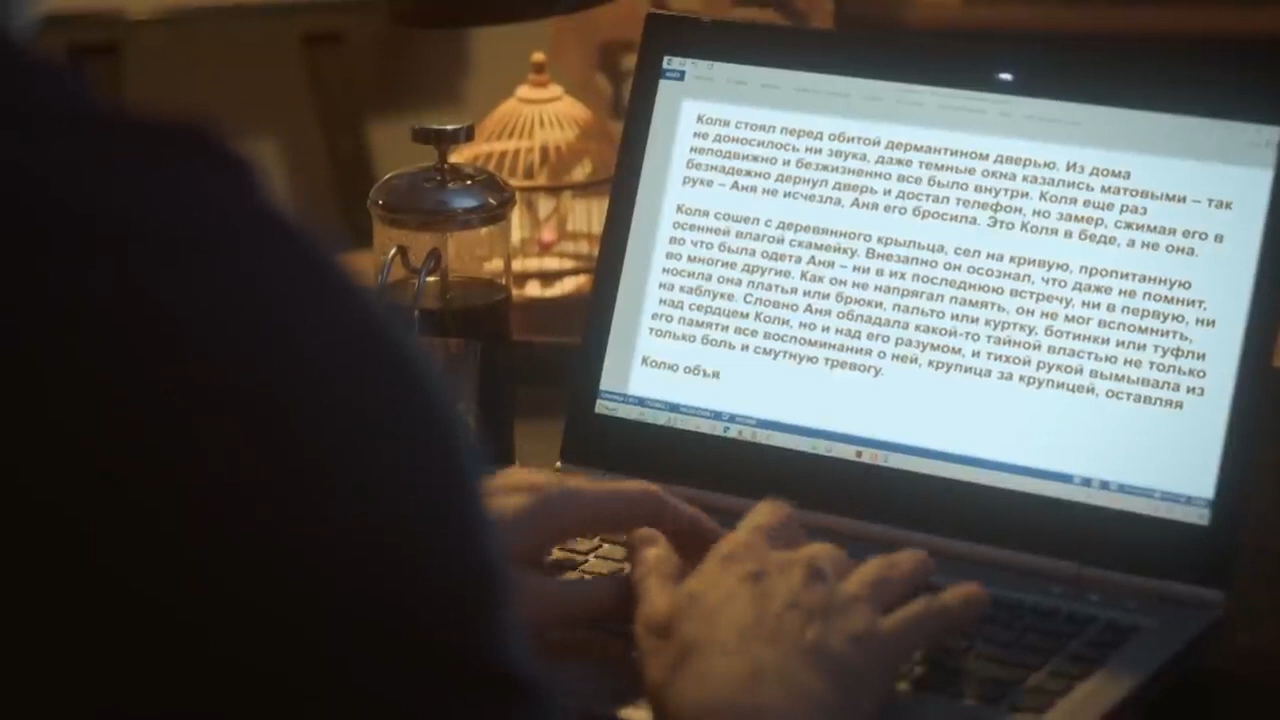 Коля стоял перед обитой дермантином дверью. Из дома
не доносилось ни звука, даже темные окна казались матовыми – так
неподвижно и безжизненно все было внутри. Коля еще раз
безнадежно дернул дверь и достал телефон, но замер, сжимая его в
руке – Аня не исчезла, Аня его бросила. Это Коля в беде, а не она.
Коля сошел с деревянного крыльца, сел на кривую, пропитанную
осенней влагой скамейку. Внезапно он осознал, что даже не помнит,
во что была одета Аня – ни в их последнюю встречу, ни в первую, ни
во многие другие. Как он не напрягал память, он не мог вспомнить,
носила она платья или брюки, пальто или куртку, ботинки или туфли
на каблуке. Словно Аня обладала какой-то тайной властью не только
над сердцем Коли, но и над его разумом, и тихой рукой вымывала из
его памяти все воспоминания о ней, крупица за крупицей, оставляя
только боль и смутную тревогу.
Колю объя